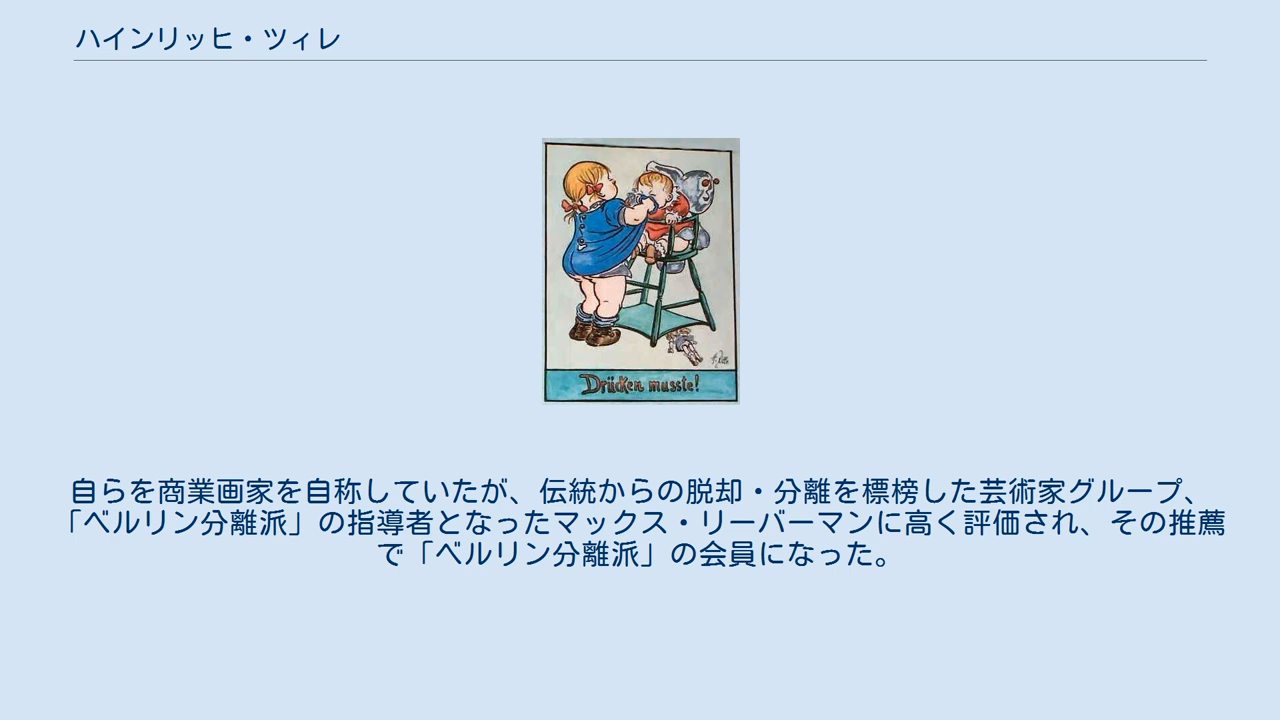 ハインリッヒ・ツィレ
Drücken musste!
自らを商業画家を自称していたが、伝統からの脱却・分離を標榜した芸術家グループ、
「ベルリン分離派」の指導者となったマックス・リーバーマンに高く評価され、その推薦
で「ベルリン分離派」の会員になった。